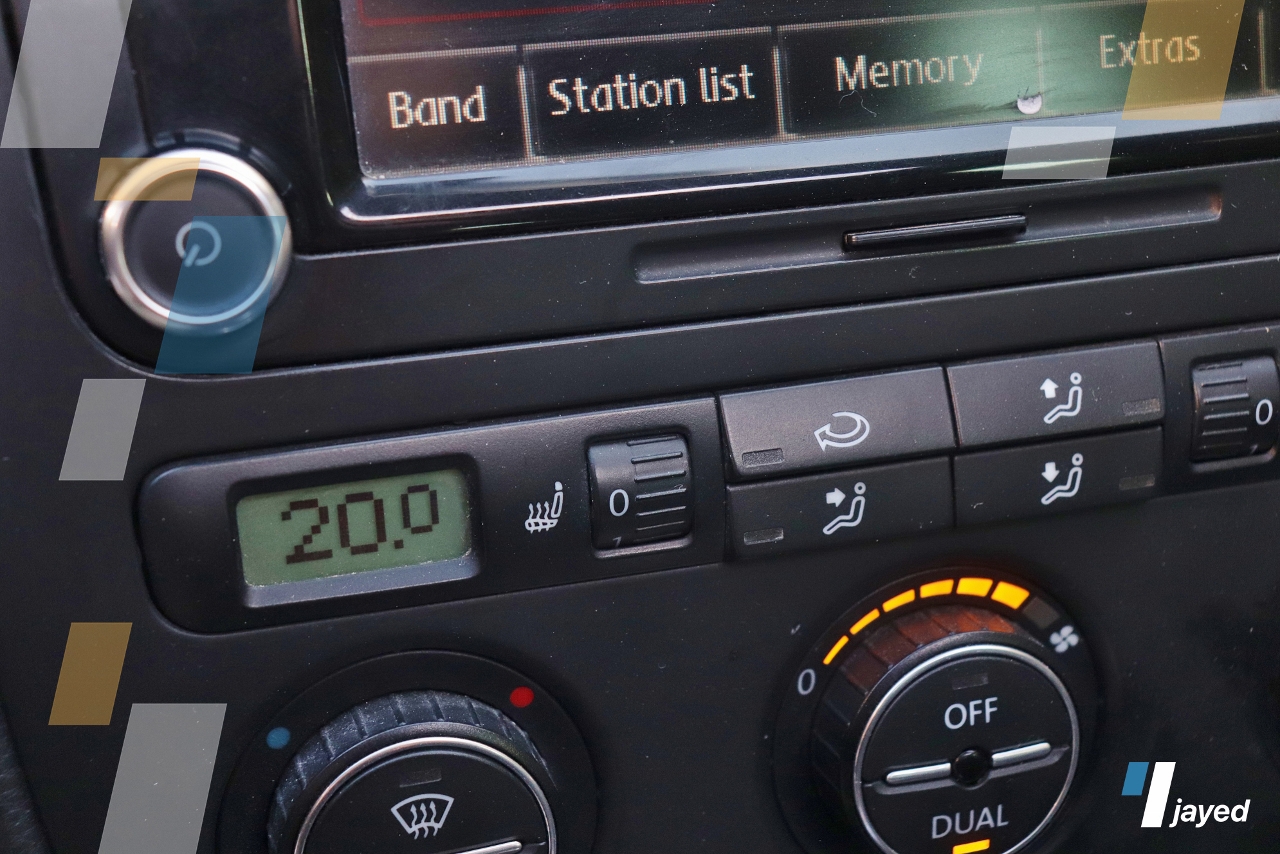 Band Station list Memory Extras
20.0
0
0
0
OFF
DUAL
jayed